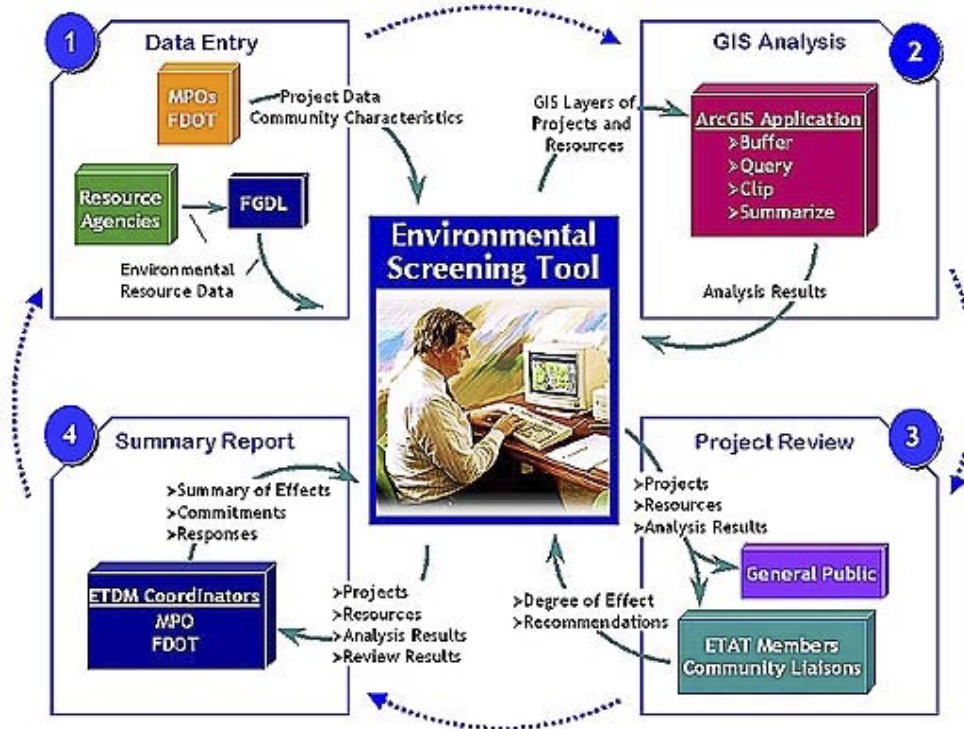 1
Data Entry
MPOs
FDOT
Project Data
Community Characteristics
Resource
Agencies
FGDL
Environmental
Resource Data
2
GIS Analysis
GIS Layers of
Projects and
Resources
ArcGIS Application
>Buffer
>Query
>Clip
>Summarize
Analysis Results
Environmental
Screening Tool
3
Project Review
>Projects
>Resources
>Analysis Results
General Public
>Degree of Effect
>Recommendations
ETAT Members
Community Liaisons
4
Summary Report
>Summary of Effects
>Commitments
>Responses
ETDM Coordinators
MPO
FDOT
>Projects
>Resources
>Analysis Results
>Review Results